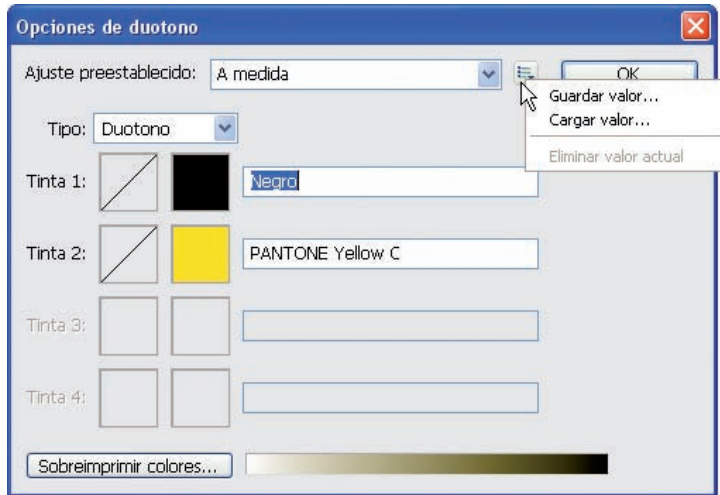 Opciones de duotono
Ajuste preestablecido: A medida OK
Guardar valor...
Cargar valor...
Eliminar valor actual
Tipo: Duotono
Tinta 1: Negro
Tinta 2: PANTONE Yellow C
Tinta 3:
Tinta 4:
Sobreimprimir colores...